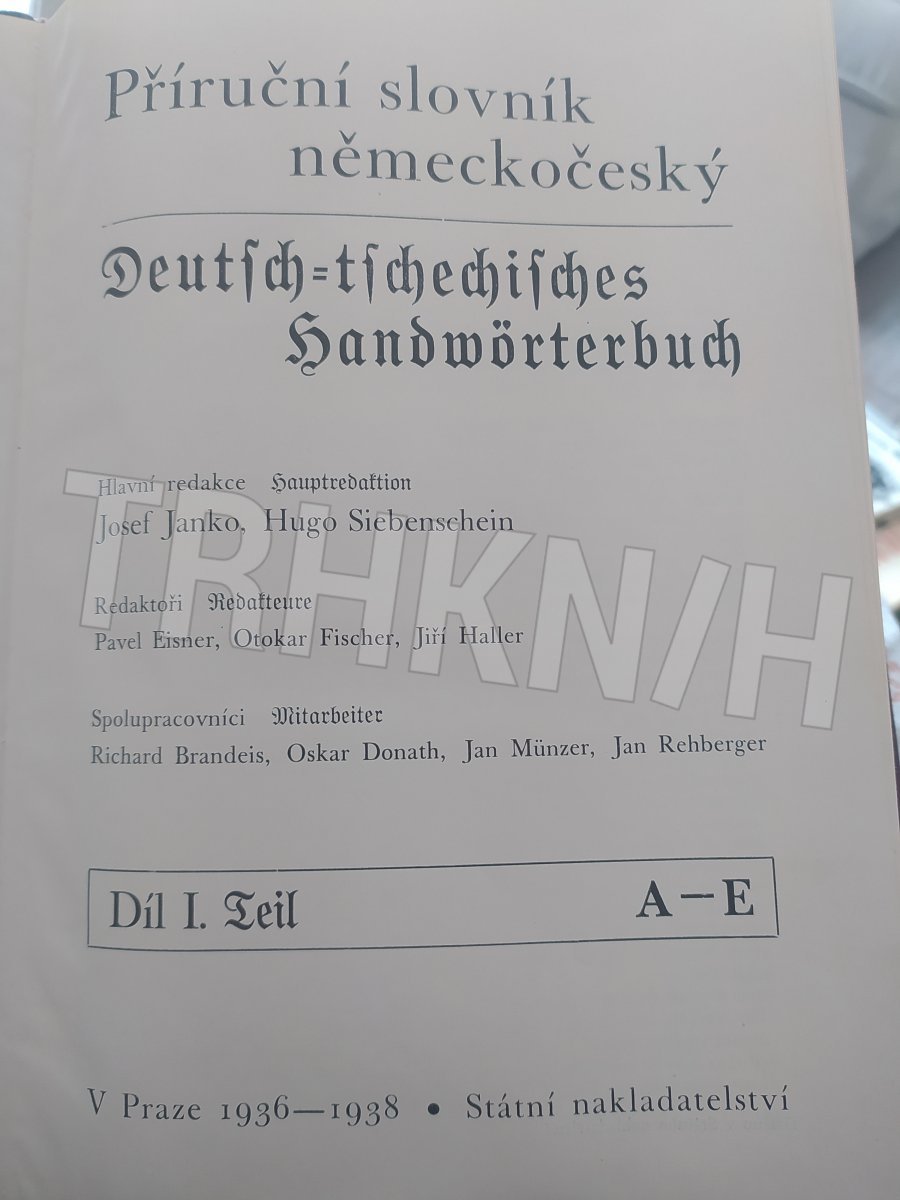 Příruční slovník
německočeský
Deutſch=tſchechiſches
Handwörterbuch
Hlavní redakce Hauptredaktion
Josef Janko, Hugo Siebenschein
Redaktoři Redakteure
Pavel Eisner, Otokar Fischer, Jiří Haller
Spolupracovníci Mitarbeiter
Richard Brandeis, Oskar Donath, Jan Münzer, Jan Rehberger
Díl I. Teil A—E
V Praze 1936—1938 • Státní nakladatelství
TRHKN/H